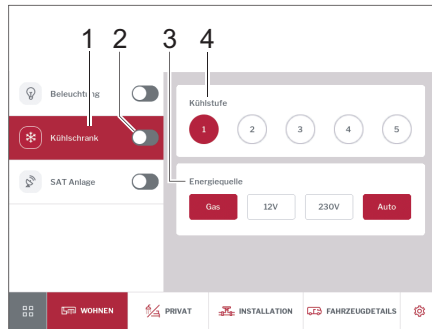 1 2 3 4
Beleuchtung
Kühlschrank
SAT Anlage
Kühlstufe
1 2 3 4 5
Energiequelle
Gas 12V 230V Auto
WOHNEN PRIVAT INSTALLATION FAHRZEUGDETAILS